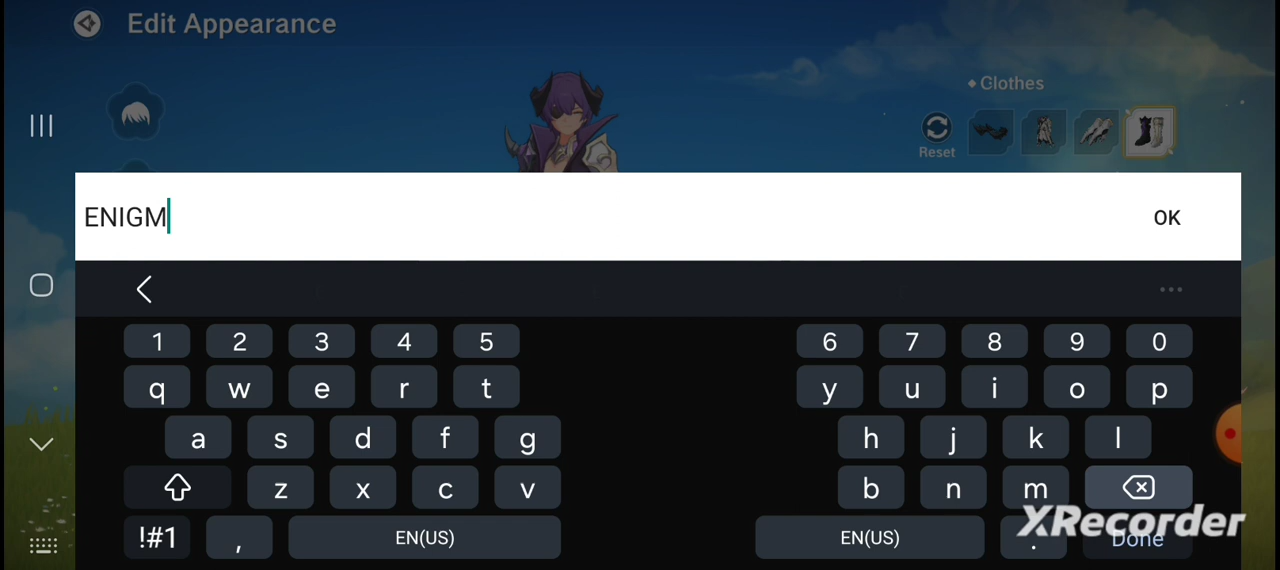 Edit Appearance
Clothes
Reset
ENIGM
OK
1 2 3 4 5 6 7 8 9 0
q w e r t y u i o p
a s d f g h j k l
z x c v b n m
!#1 , EN(US) EN(US) . Done
XRecorder